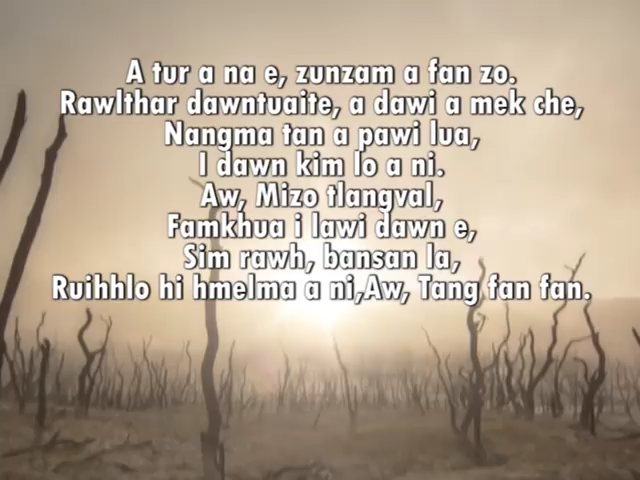 A tur a na e, zunzam a fan zo.
Rawlthar dawntuaite, a dawi a mek che,
Nangma tan a pawi lua,
I dawn kim lo a ni.
Aw, Mizo tlangval,
Famkhua i lawi dawn e,
Sim rawh, bansan la,
Ruihhlo hi hmelma a ni,Aw, Tang fan fan.